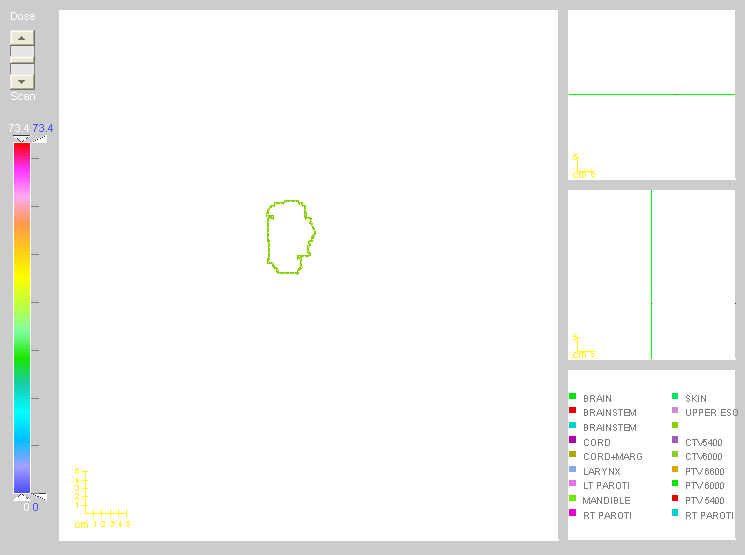 Dose
Scan
73.4 73.4
0 0
5
4
3
2
1
cm 1 2 3 4 5
5
cm 5
5
cm 5
BRAIN SKIN
BRAINSTEM UPPER ESO
BRAINSTEM
CORD CTV5400
CORD+MARG CTV6000
LARYNX PTV6600
LT PAROTI PTV6000
MANDIBLE PTV5400
RT PAROTI RT PAROTI